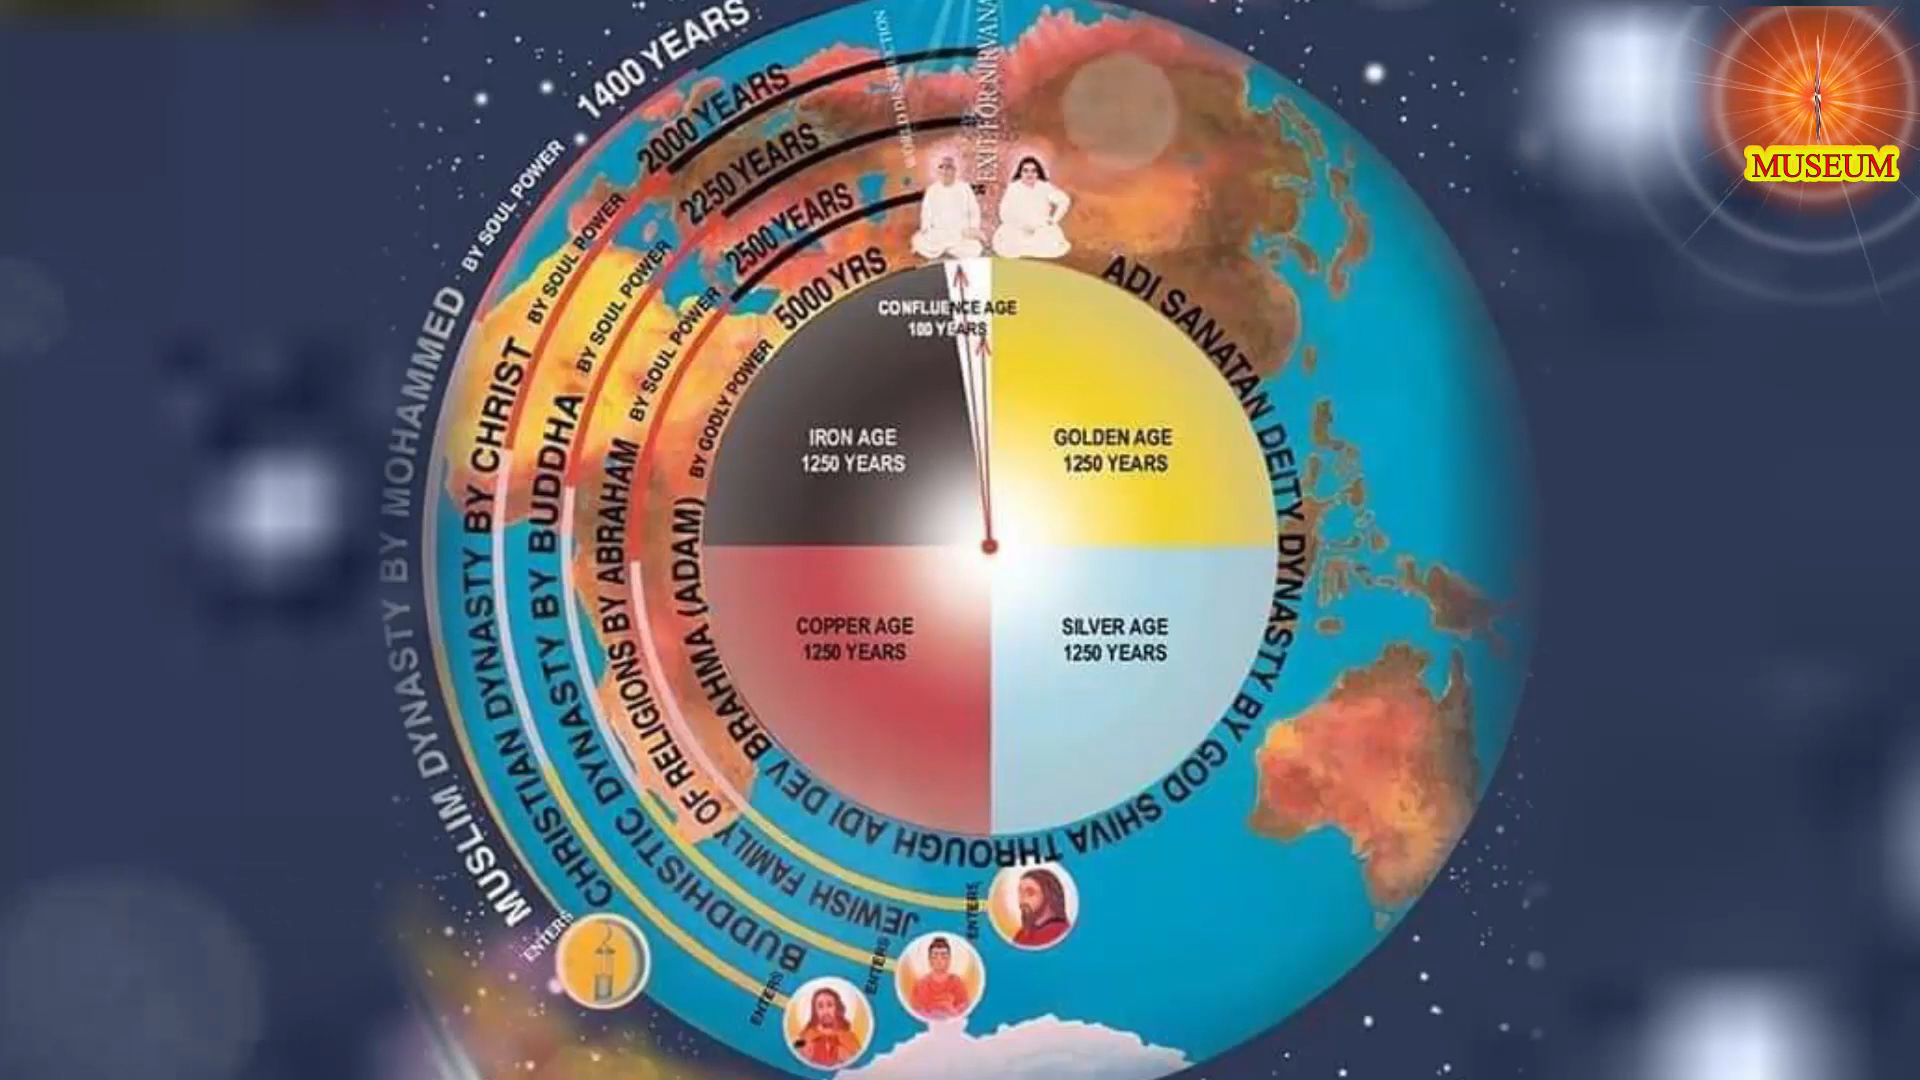 MUSEUM
WORLD DESTRUCTION
EXIT FOR NIRVANA
1400 YEARS
BY SOUL POWER
MUSLIM DYNASTY BY MOHAMMED
ENTERS
2000 YEARS
BY SOUL POWER
CHRISTIAN DYNASTY BY CHRIST
ENTERS
2250 YEARS
BY SOUL POWER
BUDDHISTIC DYNASTY BY BUDDHA
ENTERS
2500 YEARS
BY SOUL POWER
JEWISH FAMILY OF RELIGIONS BY ABRAHAM
ENTERS
5000 YRS
BY GODLY POWER
ADI SANATAN DEITY DYNASTY BY GOD SHIVA THROUGH ADI DEV BRAHMA (ADAM)
CONFLUENCE AGE
100 YEARS
IRON AGE
1250 YEARS
GOLDEN AGE
1250 YEARS
COPPER AGE
1250 YEARS
SILVER AGE
1250 YEARS